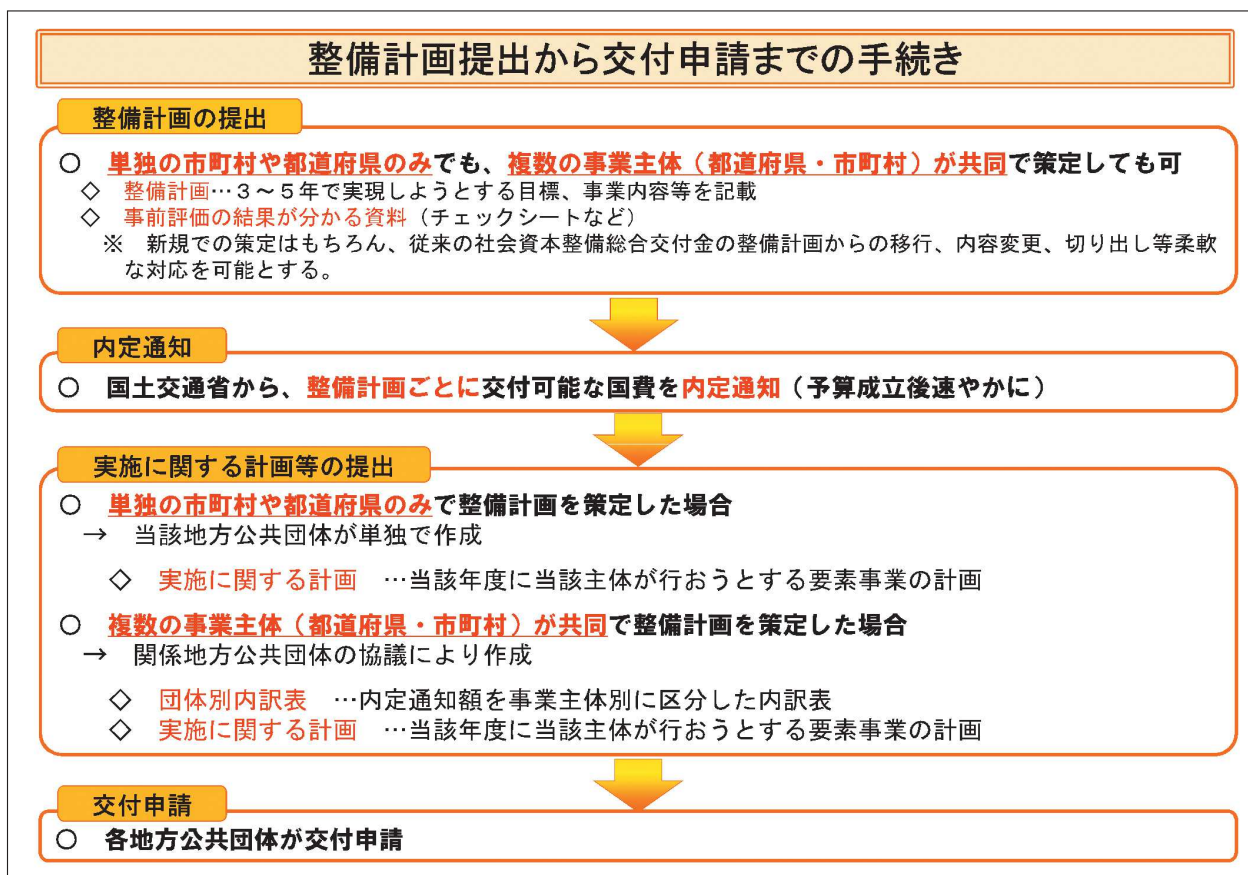 整備計画提出から交付申請までの手続き
整備計画の提出
○ 単独の市町村や都道府県のみでも、複数の事業主体（都道府県・市町村）が共同で策定しても可
◇ 整備計画…３～５年で実現しようとする目標、事業内容等を記載
◇ 事前評価の結果が分かる資料（チェックシートなど）
※ 新規での策定はもちろん、従来の社会資本整備総合交付金の整備計画からの移行、内容変更、切り出し等柔軟
な対応を可能とする。
内定通知
○ 国土交通省から、整備計画ごとに交付可能な国費を内定通知（予算成立後速やかに）
実施に関する計画等の提出
○ 単独の市町村や都道府県のみで整備計画を策定した場合
→ 当該地方公共団体が単独で作成
◇ 実施に関する計画 …当該年度に当該主体が行おうとする要素事業の計画
○ 複数の事業主体（都道府県・市町村）が共同で整備計画を策定した場合
→ 関係地方公共団体の協議により作成
◇ 団体別内訳表 …内定通知額を事業主体別に区分した内訳表
◇ 実施に関する計画 …当該年度に当該主体が行おうとする要素事業の計画
交付申請
○ 各地方公共団体が交付申請